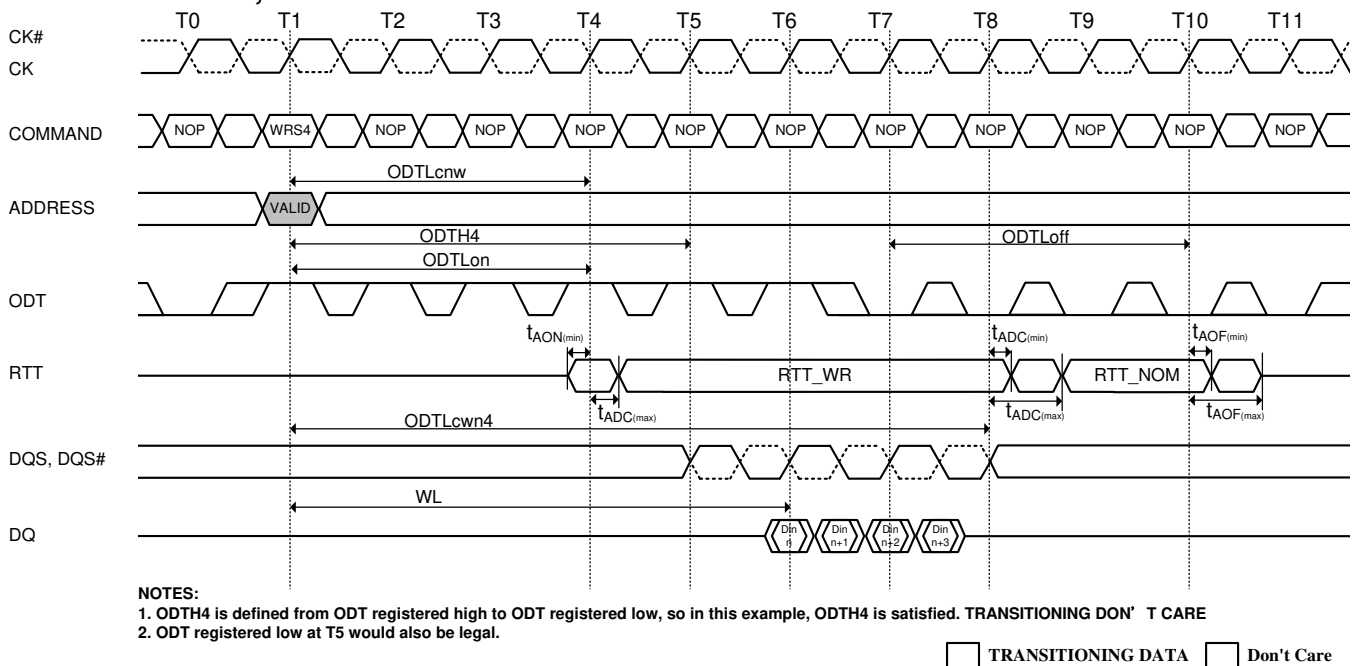 T0 T1 T2 T3 T4 T5 T6 T7 T8 T9 T10 T11
CK#
CK
COMMAND NOP WRS4 NOP NOP NOP NOP NOP NOP NOP NOP NOP NOP
ODTLcnw
ADDRESS VALID
ODTH4 ODTLoff
ODTLon
ODT
tAON(min) tADC(min) tAOF(min)
RTT RTT_WR RTT_NOM
tADC(max) tADC(max) tAOF(max)
ODTLcwn4
DQS, DQS#
WL
DQ Din n Din n+1 Din n+2 Din n+3
NOTES:
1. ODTH4 is defined from ODT registered high to ODT registered low, so in this example, ODTH4 is satisfied. TRANSITIONING DON' T CARE
2. ODT registered low at T5 would also be legal.
TRANSITIONING DATA Don't Care